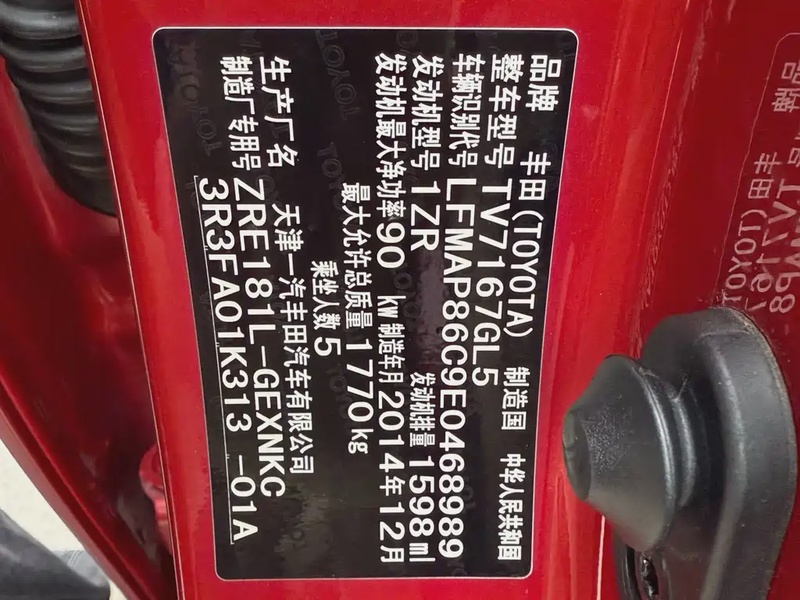 品牌 丰田(TOYOTA) 制造国 中华人民共和国
整车型号 TV7167GL5
车辆识别代号 LFMAP86C9E0468989
发动机型号 1ZR 发动机排量 1598ml
发动机最大净功率 90 kw 制造年月 2014年12月
最大允许总质量 1770kg
乘坐人数 5
生产厂名 天津一汽丰田汽车有限公司
制造厂专用号 ZRE181L-GEXNKC
3R3FA01K313 -01A